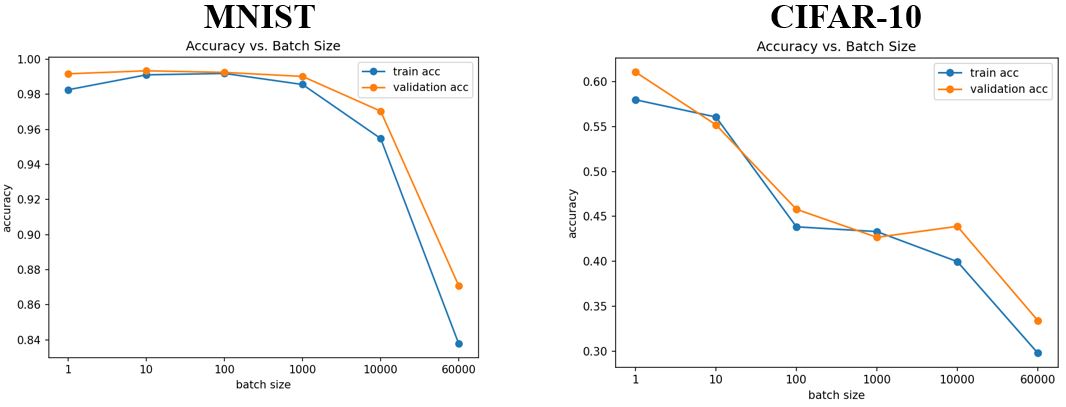 MNIST
Accuracy vs. Batch Size
train acc
validation acc
1.00
0.98
0.96
0.94
0.92
0.90
0.88
0.86
0.84
accuracy
1 10 100 1000 10000 60000
batch size
CIFAR-10
Accuracy vs. Batch Size
train acc
validation acc
0.60
0.55
0.50
0.45
0.40
0.35
0.30
accuracy
1 10 100 1000 10000 60000
batch size